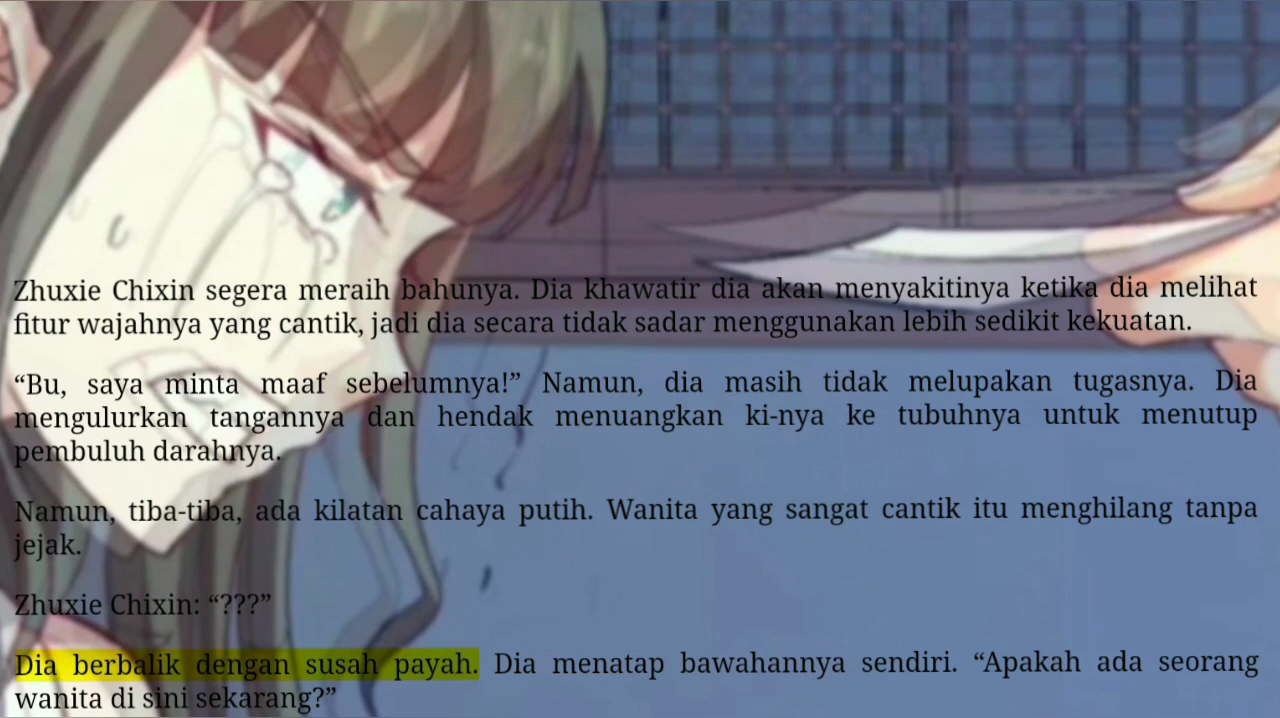 Zhuxie Chixin segera meraih bahunya. Dia khawatir dia akan menyakitinya ketika dia melihat
fitur wajahnya yang cantik, jadi dia secara tidak sadar menggunakan lebih sedikit kekuatan.
“Bu, saya minta maaf sebelumnya!” Namun, dia masih tidak melupakan tugasnya. Dia
mengulurkan tangannya dan hendak menuangkan ki-nya ke tubuhnya untuk menutup
pembuluh darahnya.
Namun, tiba-tiba, ada kilatan cahaya putih. Wanita yang sangat cantik itu menghilang tanpa
jejak.
Zhuxie Chixin: “???”
Dia berbalik dengan susah payah. Dia menatap bawahannya sendiri. “Apakah ada seorang
wanita di sini sekarang?”